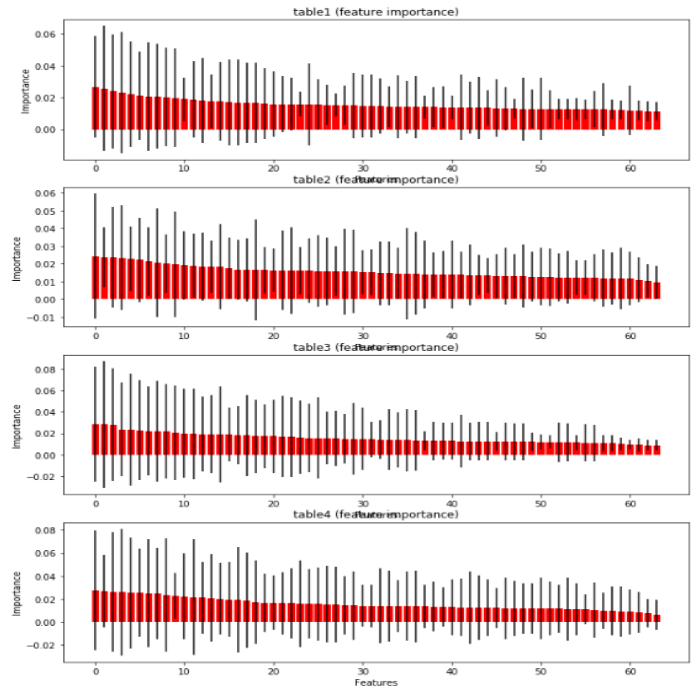 table1 (feature importance)
0.06
0.04
0.02
0.00
Importance
0 10 20 30 40 50 60
Features
table2 (feature importance)
0.06
0.05
0.04
0.03
0.02
0.01
0.00
−0.01
Importance
0 10 20 30 40 50 60
Features
table3 (feature importance)
0.08
0.06
0.04
0.02
0.00
−0.02
Importance
0 10 20 30 40 50 60
Features
table4 (feature importance)
0.08
0.06
0.04
0.02
0.00
−0.02
Importance
0 10 20 30 40 50 60
Features